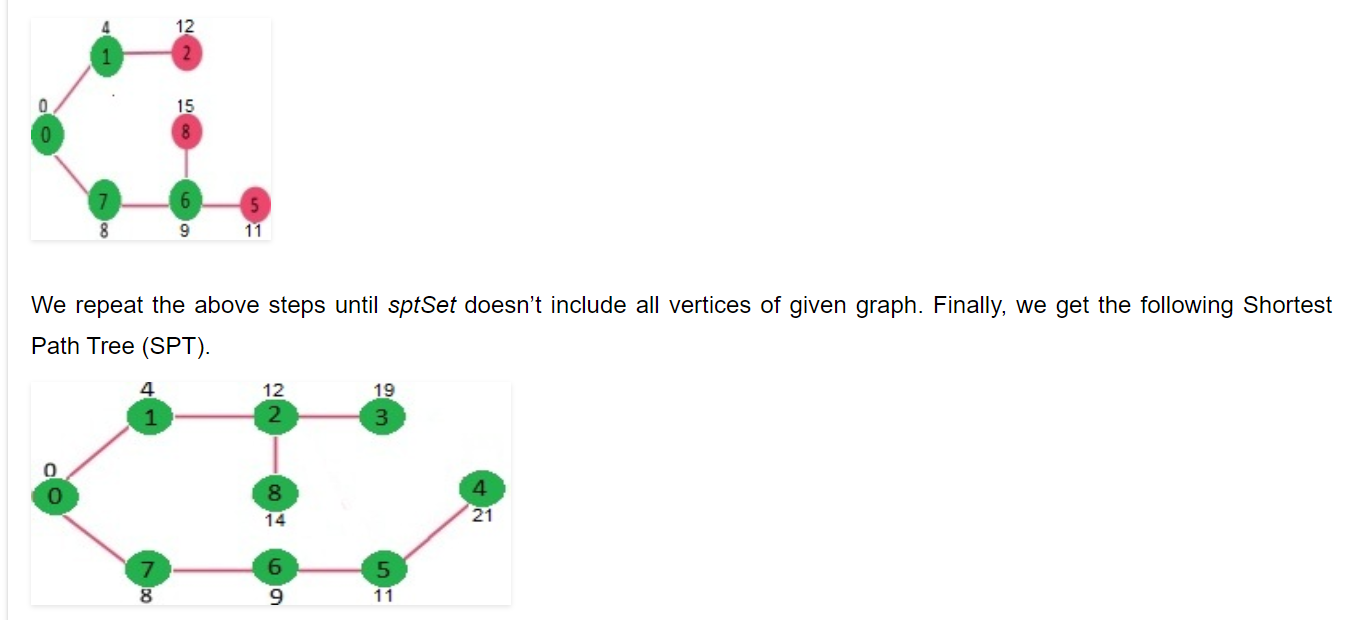 4 12
1 2
0 15
0 8
7 6 5
8 9 11
We repeat the above steps until sptSet doesn’t include all vertices of given graph. Finally, we get the following Shortest
Path Tree (SPT).
4 12 19
1 2 3
0
0 8 4
14 21
7 6 5
8 9 11